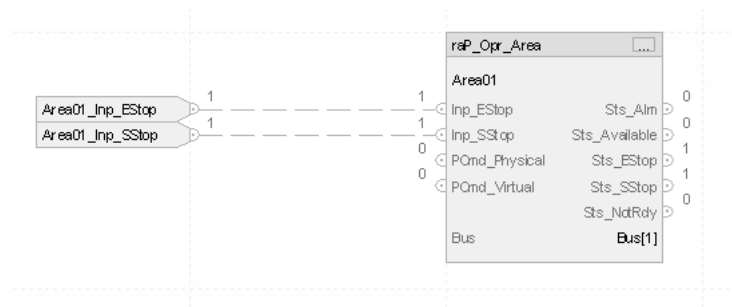 raP_Opr_Area ...
Area01
Area01_Inp_EStop 1 1 Inp_EStop Sts_Alm 0
Area01_Inp_SStop 1 1 Inp_SStop Sts_Available 0
0 PCmd_Physical Sts_EStop 1
0 PCmd_Virtual Sts_SStop 1
Sts_NotRdy 0
Bus Bus[1]